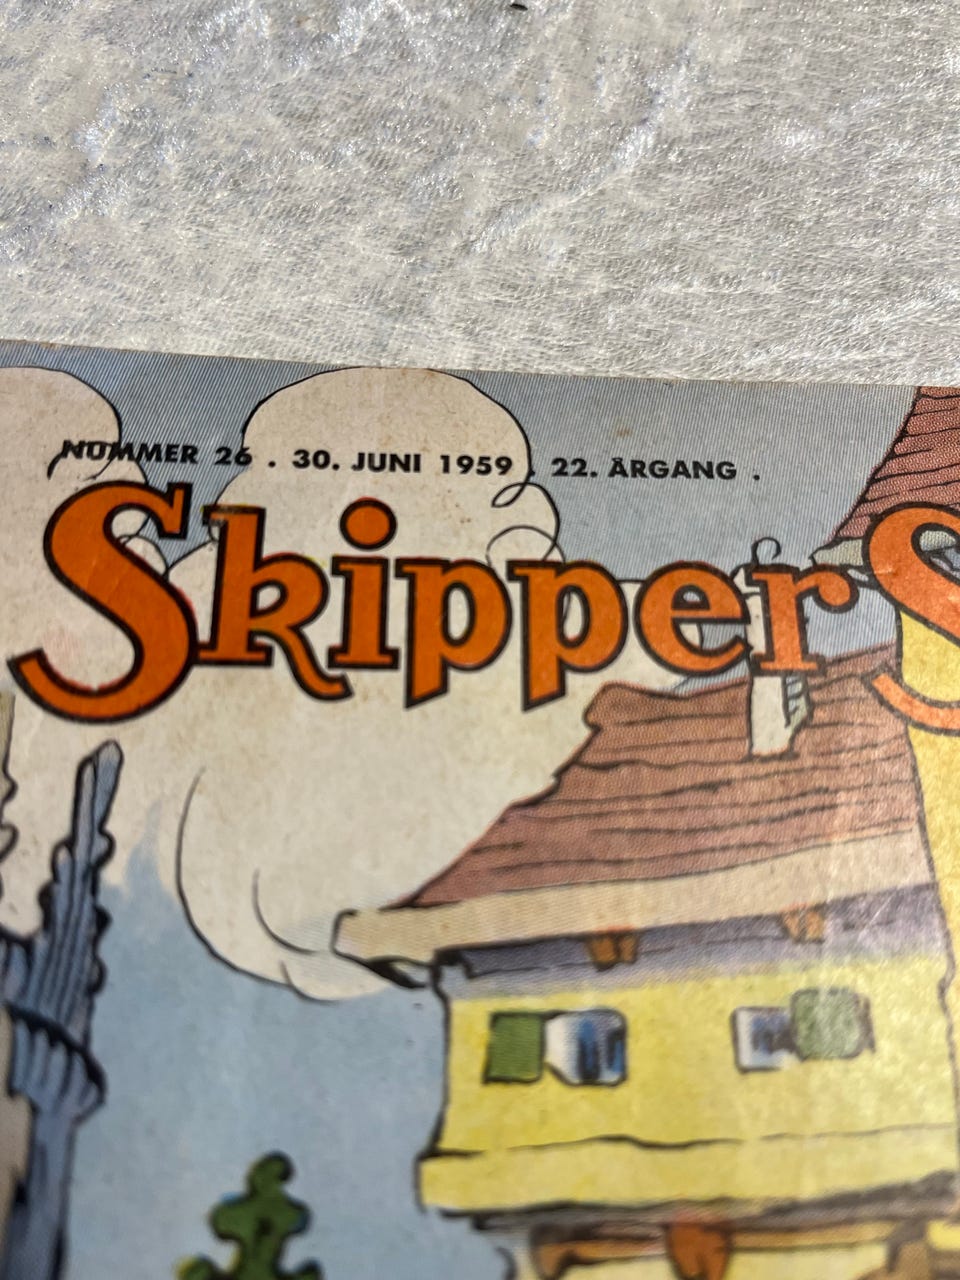 NUMMER 26 . 30. JUNI 1959 . 22. ÅRGANG .
Skipper S